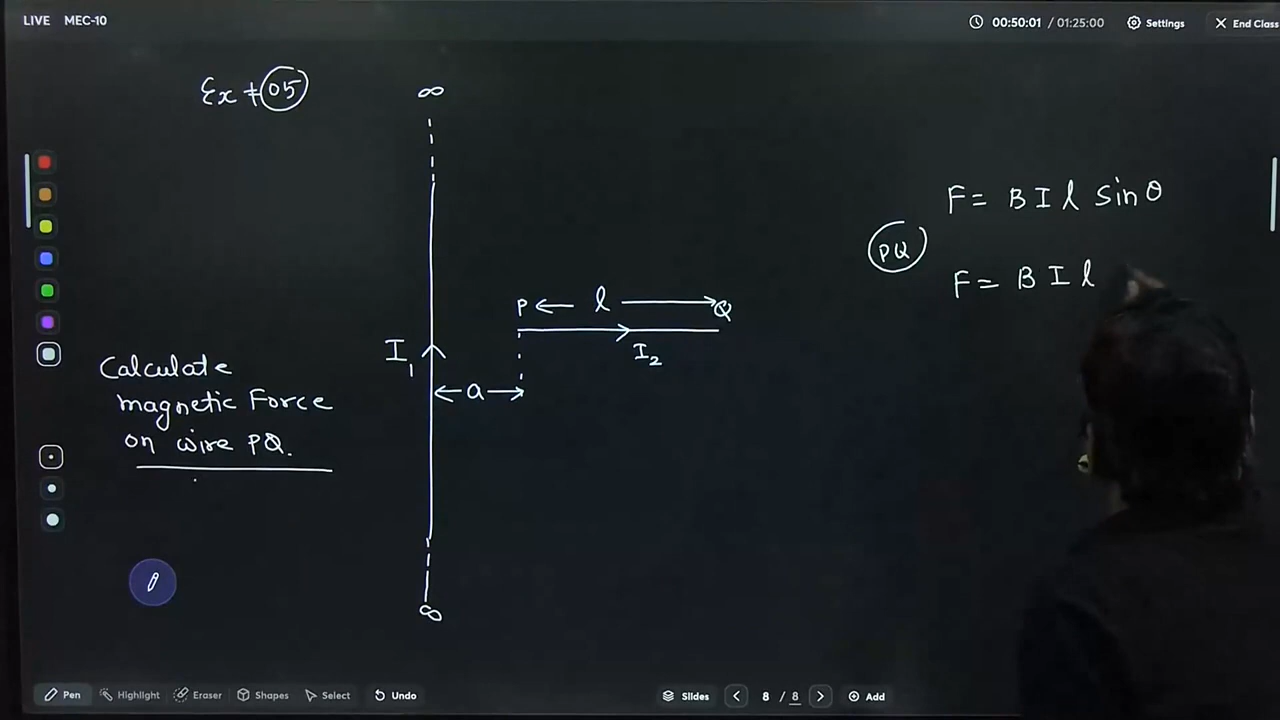 LIVE MEC-10
00:50:01 / 01:25:00 Settings End Class
Ex # 05
∞
F = B I l sin θ
PQ
F = B I l
P l Q
I₂
I₁
a
Calculate
magnetic Force
on wire PQ.
∞
Pen Highlight Eraser Shapes Select Undo Slides 8 / 8 Add